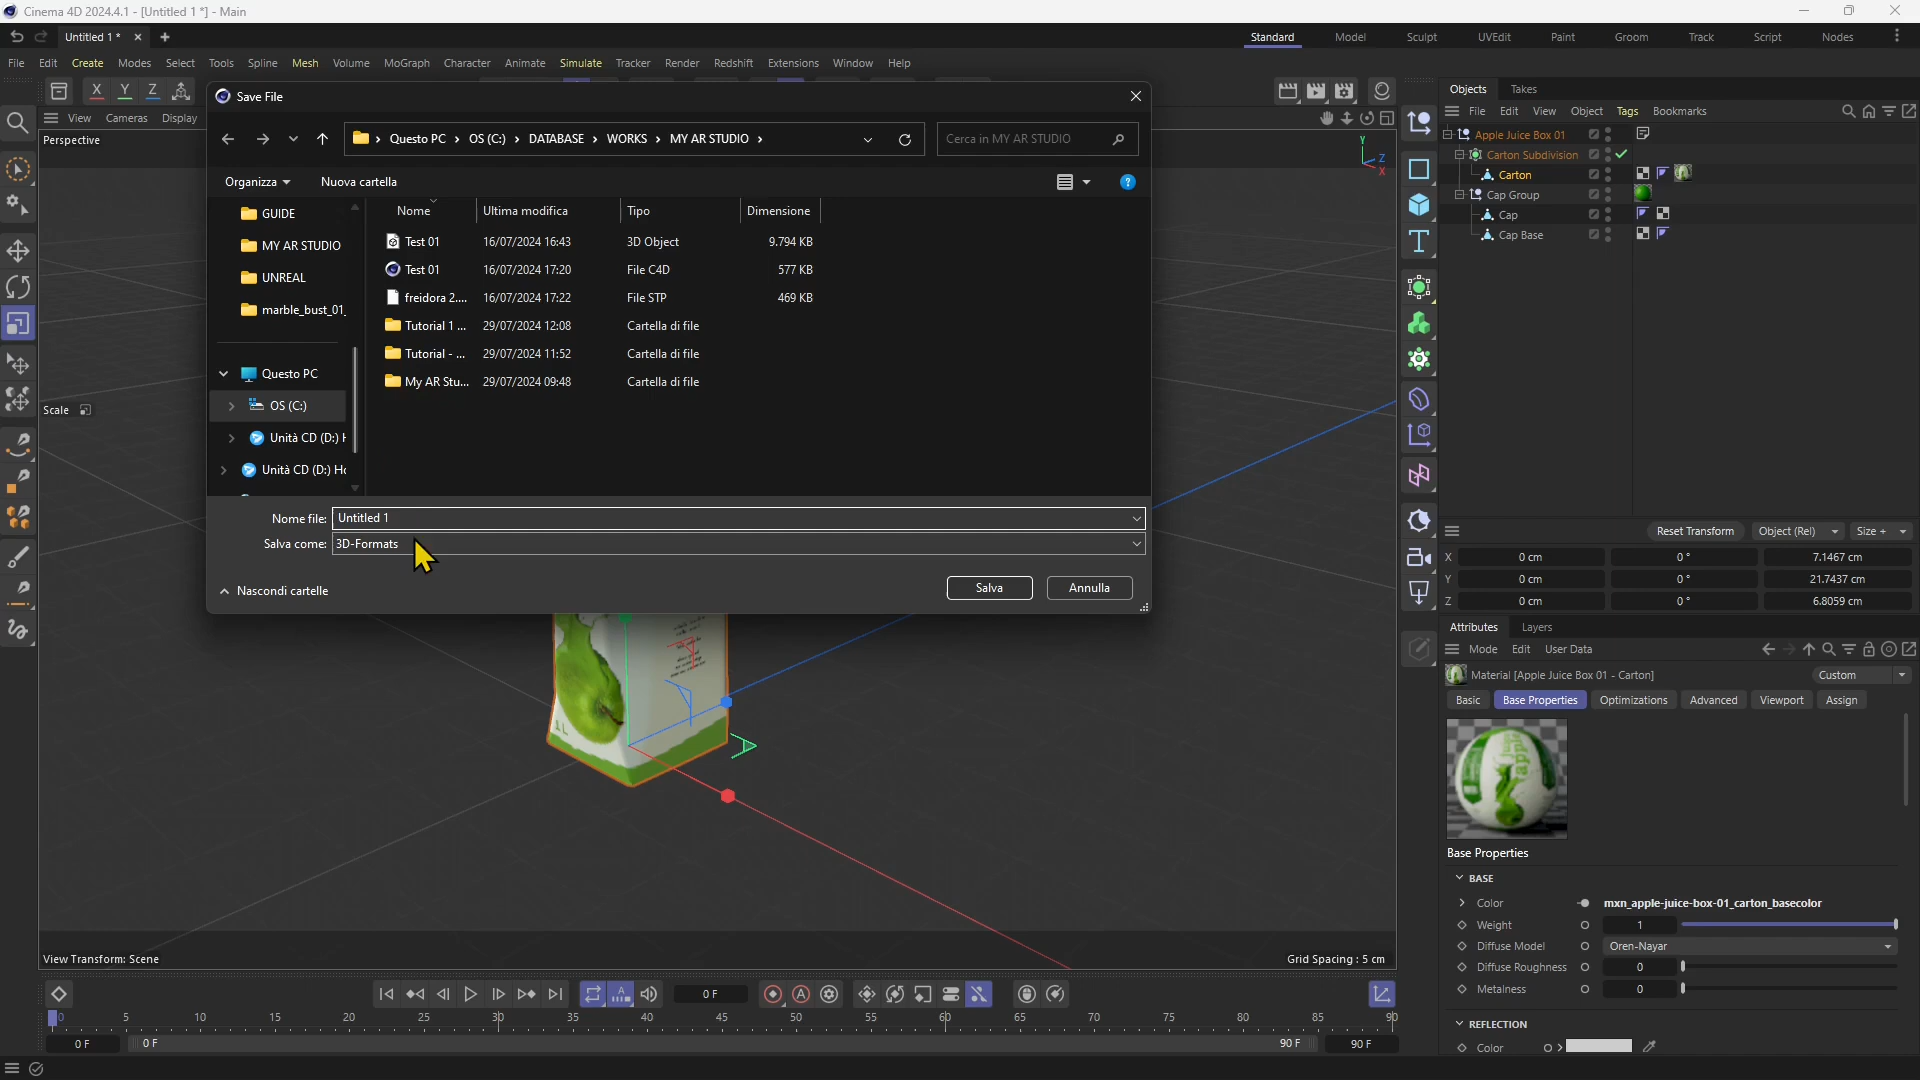 Cinema 4D 2024.4.1 - [Untitled 1 *] - Main
Untitled 1 *
Standard Model Sculpt UVEdit Paint Groom Track Script Nodes
File Edit Create Modes Select Tools Spline Mesh Volume MoGraph Character Animate Simulate Tracker Render Redshift Extensions Window Help
X Y Z
View Cameras Display
Perspective
Scale
Save File
Questo PC › OS (C:) › DATABASE › WORKS › MY AR STUDIO ›
Cerca in MY AR STUDIO
Organizza Nuova cartella
GUIDE
MY AR STUDIO
UNREAL
marble_bust_01_
Questo PC
OS (C:)
Unità CD (D:) H
Unità CD (D:) Ho
Nome Ultima modifica Tipo Dimensione
Test 01 16/07/2024 16:43 3D Object 9.794 KB
Test 01 16/07/2024 17:20 File C4D 577 KB
freidora 2.... 16/07/2024 17:22 File STP 469 KB
Tutorial 1 ... 29/07/2024 12:08 Cartella di file
Tutorial - ... 29/07/2024 11:52 Cartella di file
My AR Stu... 29/07/2024 09:48 Cartella di file
Nome file: Untitled 1
Salva come: 3D-Formats
Nascondi cartelle
Salva Annulla
Y
Z
X
1L
View Transform: Scene
Grid Spacing : 5 cm
0 F
0 5 10 15 20 25 30 35 40 45 50 55 60 65 70 75 80 85 90
0 F 0 F 90 F 90 F
Objects Takes
File Edit View Object Tags Bookmarks
Apple Juice Box 01
Carton Subdivision
Carton
Cap Group
Cap
Cap Base
Reset Transform Object (Rel) Size +
X 0 cm 0 ° 7.1467 cm
Y 0 cm 0 ° 21.7437 cm
Z 0 cm 0 ° 6.8059 cm
Attributes Layers
Mode Edit User Data
Material [Apple Juice Box 01 - Carton]
Custom
Basic Base Properties Optimizations Advanced Viewport Assign
apple
Base Properties
BASE
Color mxn_apple-juice-box-01_carton_basecolor
Weight 1
Diffuse Model Oren-Nayar
Diffuse Roughness 0
Metalness 0
REFLECTION
Color